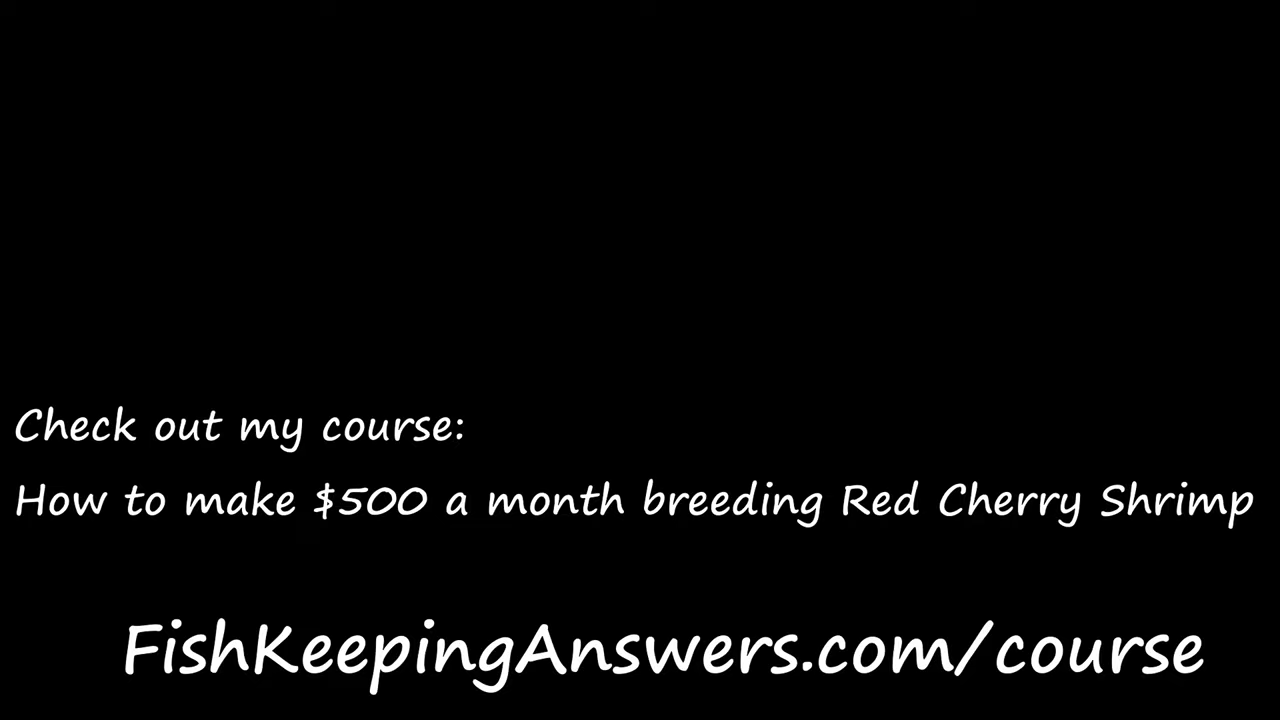 Check out my course:
How to make $500 a month breeding Red Cherry Shrimp
FishKeepingAnswers.com/course